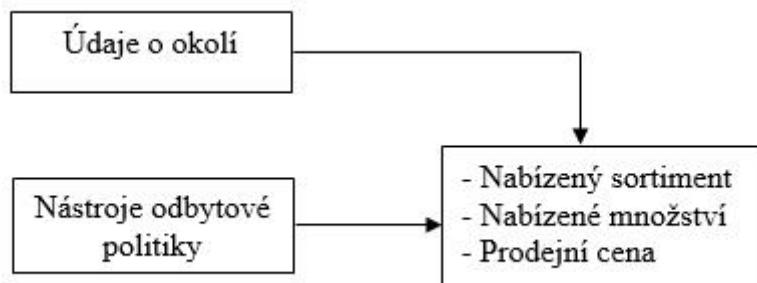 Údaje o okolí
Nástroje odbytové
politiky
- Nabízený sortiment
- Nabízené množství
- Prodejní cena